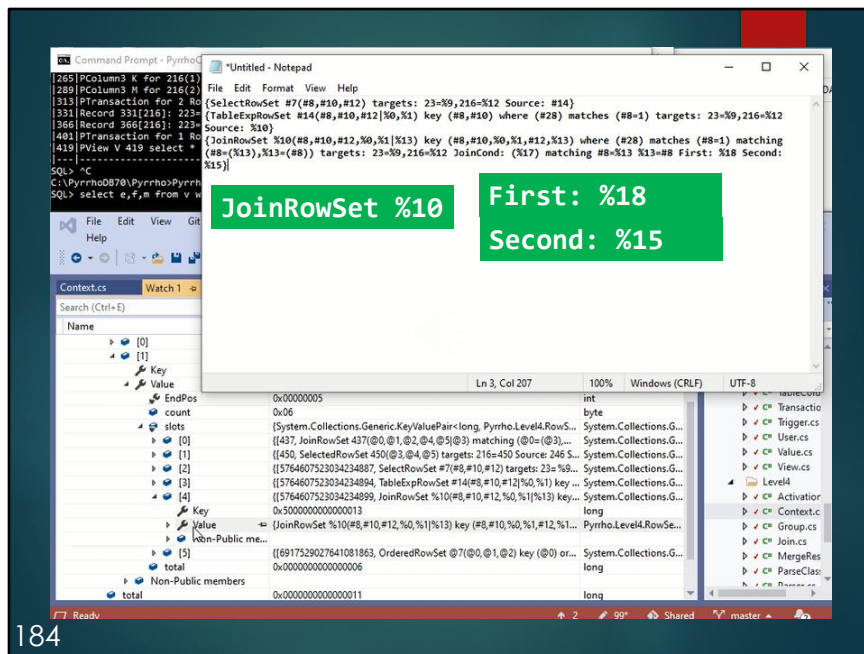 Command Prompt - PyrrhoC
|265|PColumn3 K for 216(1)
|289|PColumn3 M for 216(2)
|313|PTransaction for 2 Ro
|331|Record 331[216]: 223=
|366|Record 366[216]: 223=
|401|PTransaction for 1 Ro
|419|PView V 419 select *
|---|--------------------
SQL> ^C
C:\PyrrhoDB70\Pyrrho>Pyrrh
SQL> select e,f,m from v w
*Untitled - Notepad
File Edit Format View Help
{SelectRowSet #7(#8,#10,#12) targets: 23=%9,216=%12 Source: #14}
{TableExpRowSet #14(#8,#10,#12|%0,%1) key (#8,#10) where (#28) matches (#8=1) targets: 23=%9,216=%12
Source: %10}
{JoinRowSet %10(#8,#10,#12,%0,%1|%13) key (#8,#10,%0,%1,#12,%13) where (#28) matches (#8=1) matching
(#8=(%13),%13=(#8)) targets: 23=%9,216=%12 JoinCond: (%17) matching #8=%13 %13=#8 First: %18 Second:
%15}
JoinRowSet %10
First: %18
Second: %15
Ln 3, Col 207 100% Windows (CRLF) UTF-8
File Edit View Git
Help
Context.cs Watch 1
Search (Ctrl+E)
Name
[0]
[1]
Key
Value
EndPos 0x00000005 int
count 0x06 byte
slots {System.Collections.Generic.KeyValuePair<long, Pyrrho.Level4.RowS... System.Collections.G...
[0] {[437, JoinRowSet 437(@0,@1,@2,@4,@5|@3) matching (@0=(@3),... System.Collections.G...
[1] {[450, SelectedRowSet 450(@3,@4,@5) targets: 216=450 Source: 246 S... System.Collections.G...
[2] {[5764607523034234887, SelectRowSet #7(#8,#10,#12) targets: 23= %9... System.Collections.G...
[3] {[5764607523034234894, TableExpRowSet #14(#8,#10,#12|%0,%1) key ... System.Collections.G...
[4] {[5764607523034234899, JoinRowSet %10(#8,#10,#12,%0,%1|%13) key... System.Collections.G...
Key 0x5000000000000013 long
Value {JoinRowSet %10(#8,#10,#12,%0,%1|%13) key (#8,#10,%0,%1,#12,%1... Pyrrho.Level4.RowSe...
Non-Public me...
[5] {[6917529027641081863, OrderedRowSet @7(@0,@1,@2) key (@0) or... System.Collections.G...
total 0x0000000000000006 long
Non-Public members
total 0x0000000000000011 long
Transactio
Trigger.cs
User.cs
Value.cs
View.cs
Level4
Activation
Context.c
Group.cs
Join.cs
MergeRes
ParseClas
Ready 2 99+ Shared master
184